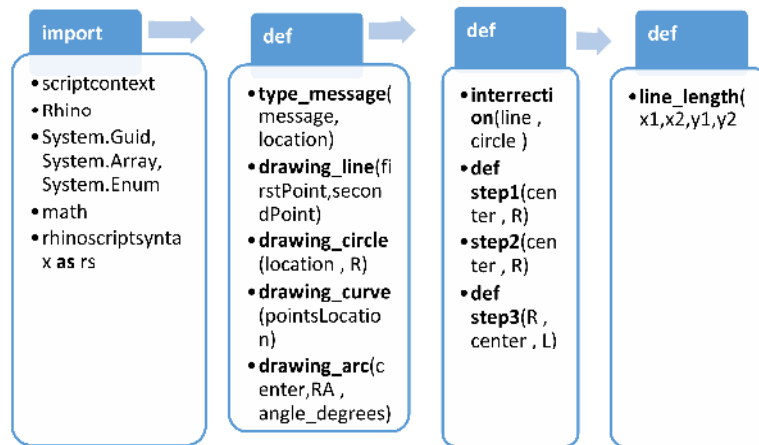 import
• scriptcontext
• Rhino
• System.Guid,
System.Array,
System.Enum
• math
• rhinoscriptsynta
x as rs
def
• type_message(
message,
location)
• drawing_line(fi
rstPoint,secon
dPoint)
• drawing_circle
(location , R)
• drawing_curve
(pointsLocatio
n)
• drawing_arc(c
enter,RA ,
angle_degrees)
def
• interrecti
on(line ,
circle )
• def
step1(cen
ter , R)
• step2(cen
ter , R)
• def
step3(R ,
center , L)
def
• line_length(
x1,x2,y1,y2